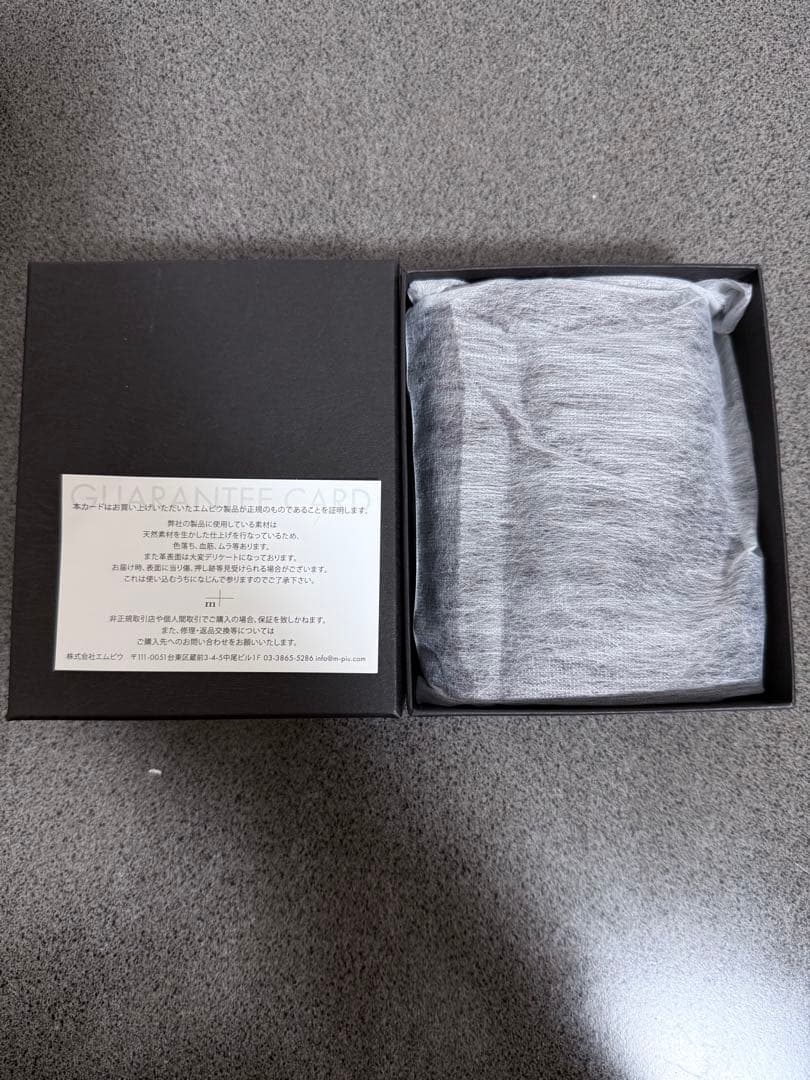 GUARANTEE CARD
本カードはお買い上げいただいたエムピウ製品が正規のものであることを証明します。
弊社の製品に使用している素材は
天然素材を生かした仕上げを行なっているため、
色落ち、血筋、ムラ等あります。
また革表面は大変デリケートになっております。
お届け時、表面に当り傷、押し跡等見受けられる場合がございます。
これは使い込むうちになじんで参りますのでご了承下さい。
m+
非正規取引店や個人間取引でご購入の場合、保証を致しかねます。
また、修理・返品交換等については
ご購入先へのお問い合わせをお願いいたします。
株式会社エムピウ 〒111-0051台東区蔵前3-4-5中尾ビル1F 03-3865-5286 info@m-piu.com